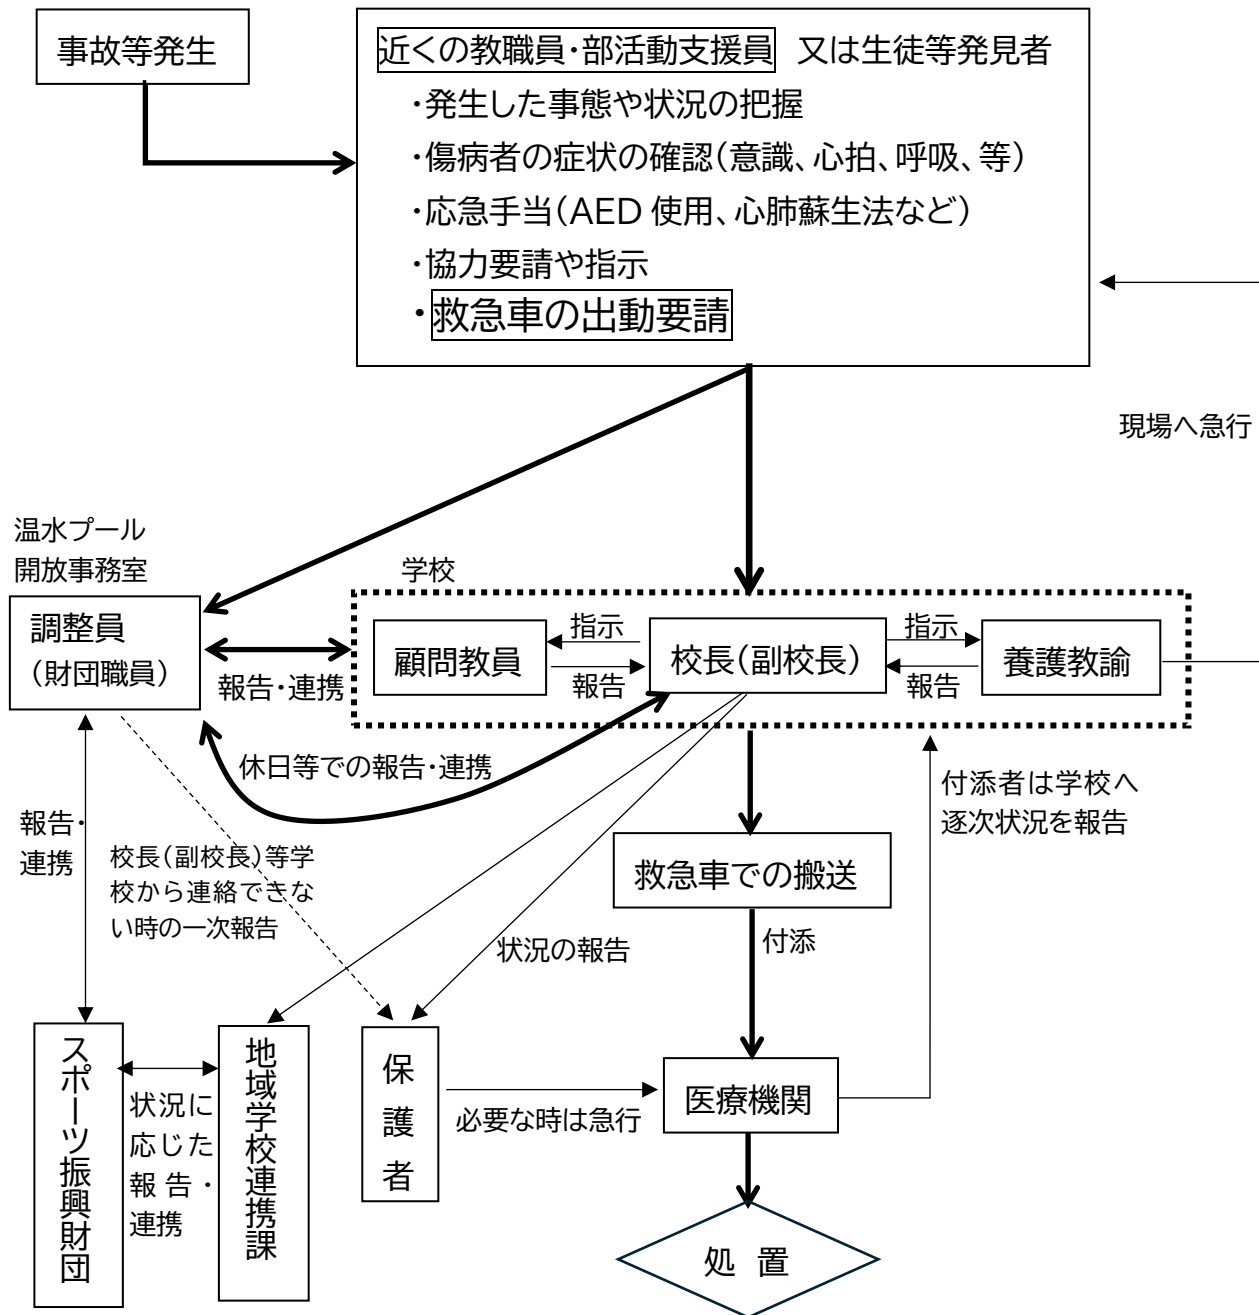 事故等発生
近くの教職員・部活動支援員 又は生徒等発見者
・発生した事態や状況の把握
・傷病者の症状の確認（意識、心拍、呼吸、等）
・応急手当（AED 使用、心肺蘇生法など）
・協力要請や指示
・救急車の出動要請
現場へ急行
温水プール
開放事務室
調整員
（財団職員）
報告・連携
学校
顧問教員
指示
報告
校長（副校長）
指示
報告
養護教諭
休日等での報告・連携
付添者は学校へ
逐次状況を報告
報告・
連携
校長（副校長）等学
校から連絡できな
い時の一次報告
救急車での搬送
状況の報告
付添
スポーツ振興財団
状況に
応じた
報告・
連携
地域学校連携課
保護者
必要な時は急行
医療機関
処 置